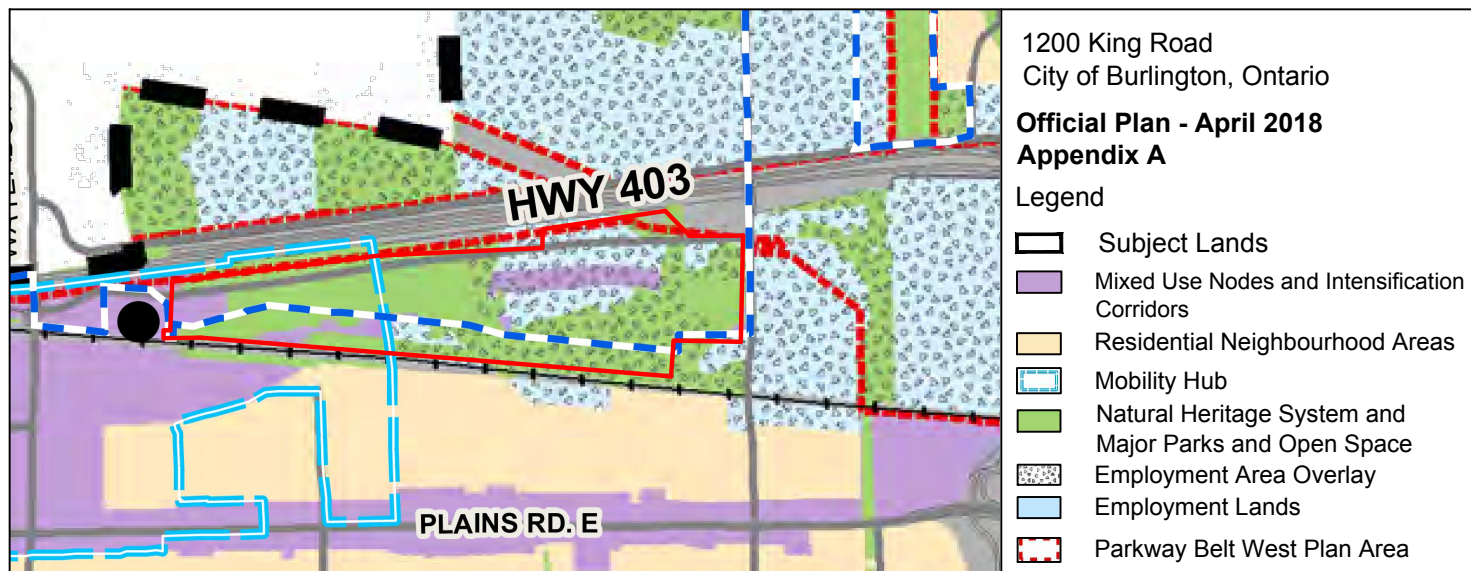 HWY 403
PLAINS RD. E
1200 King Road
City of Burlington, Ontario
Official Plan - April 2018
Appendix A
Legend
Subject Lands
Mixed Use Nodes and Intensification
Corridors
Residential Neighbourhood Areas
Mobility Hub
Natural Heritage System and
Major Parks and Open Space
Employment Area Overlay
Employment Lands
Parkway Belt West Plan Area